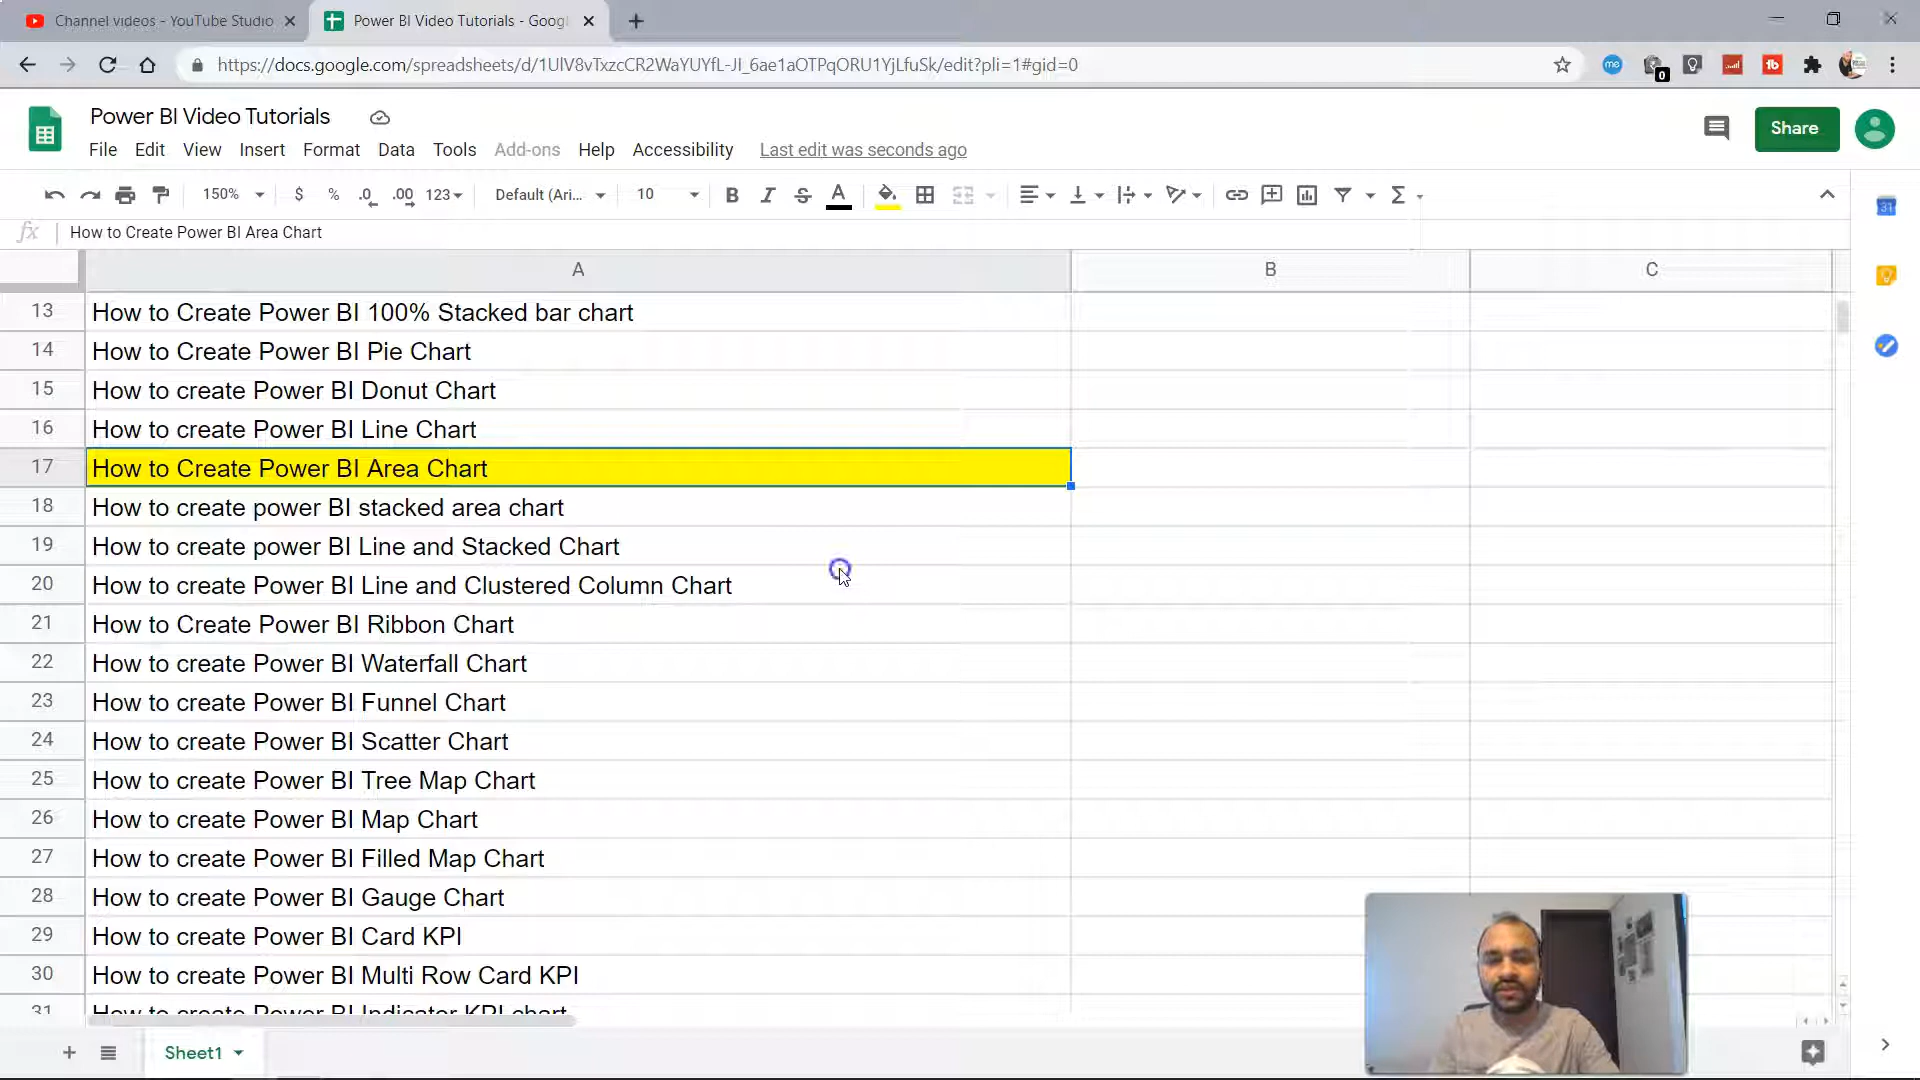 Channel videos - YouTube Studio
Power BI Video Tutorials - Goog
https://docs.google.com/spreadsheets/d/1UlV8vTxzcCR2WaYUYfL-JI_6ae1aOTPqORU1YjLfuSk/edit?pli=1#gid=0
me
0
tb
Power BI Video Tutorials
File Edit View Insert Format Data Tools Add-ons Help Accessibility Last edit was seconds ago
Share
150% $ % .0 .00 123 Default (Ari... 10 B I S A Σ
fx How to Create Power BI Area Chart
31
A B C
13 How to Create Power BI 100% Stacked bar chart
14 How to Create Power BI Pie Chart
15 How to create Power BI Donut Chart
16 How to create Power BI Line Chart
17 How to Create Power BI Area Chart
18 How to create power BI stacked area chart
19 How to create power BI Line and Stacked Chart
20 How to create Power BI Line and Clustered Column Chart
21 How to Create Power BI Ribbon Chart
22 How to create Power BI Waterfall Chart
23 How to create Power BI Funnel Chart
24 How to create Power BI Scatter Chart
25 How to create Power BI Tree Map Chart
26 How to create Power BI Map Chart
27 How to create Power BI Filled Map Chart
28 How to create Power BI Gauge Chart
29 How to create Power BI Card KPI
30 How to create Power BI Multi Row Card KPI
31 How to create Power BI Indicator KPI chart
Sheet1